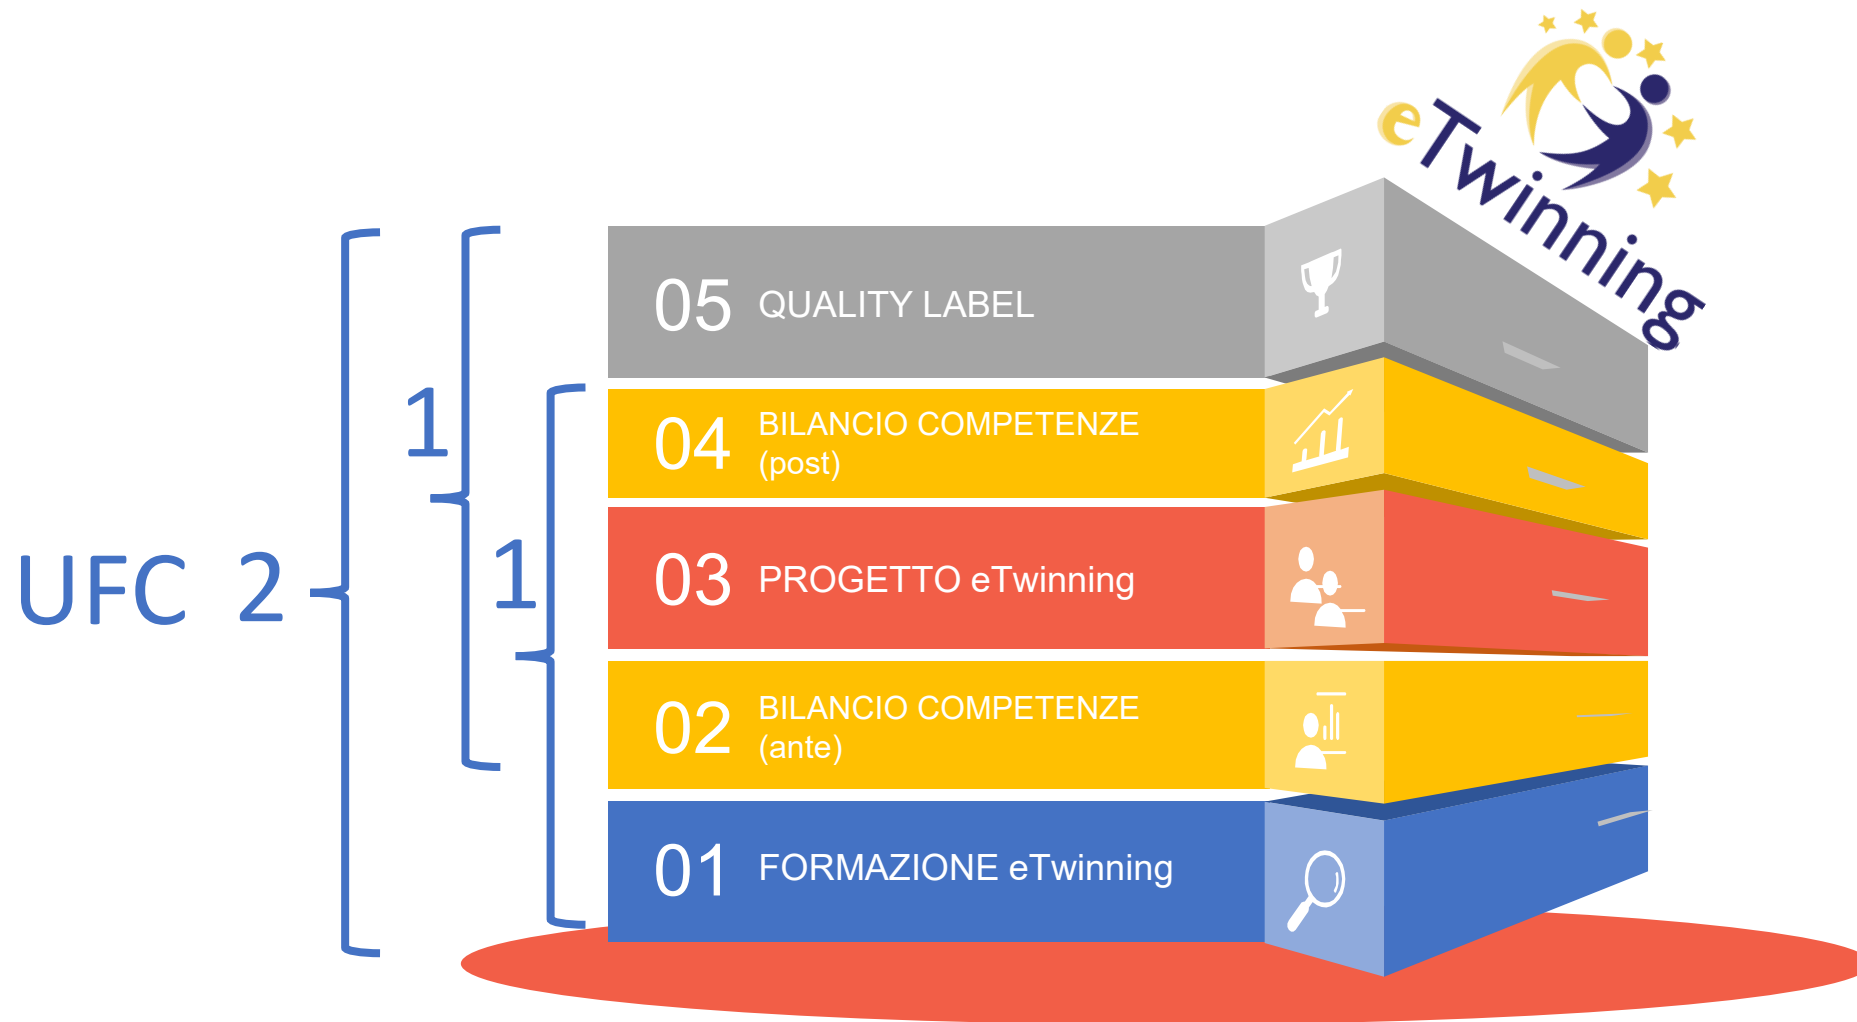 eTwinning
05 QUALITY LABEL
1
04 BILANCIO COMPETENZE
(post)
UFC 2
1
03 PROGETTO eTwinning
02 BILANCIO COMPETENZE
(ante)
01 FORMAZIONE eTwinning